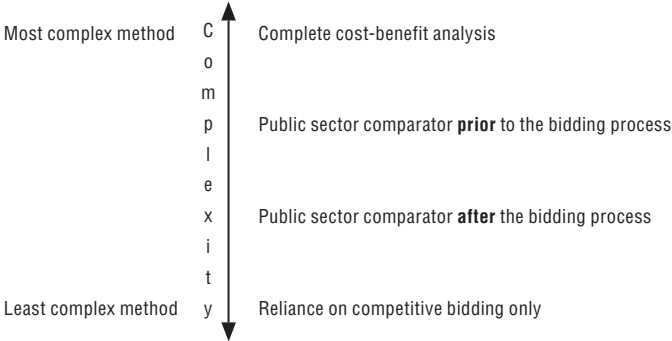 Most complex method C Complete cost-benefit analysis
o
m
p Public sector comparator prior to the bidding process
l
e
x Public sector comparator after the bidding process
i
t
Least complex method y Reliance on competitive bidding only